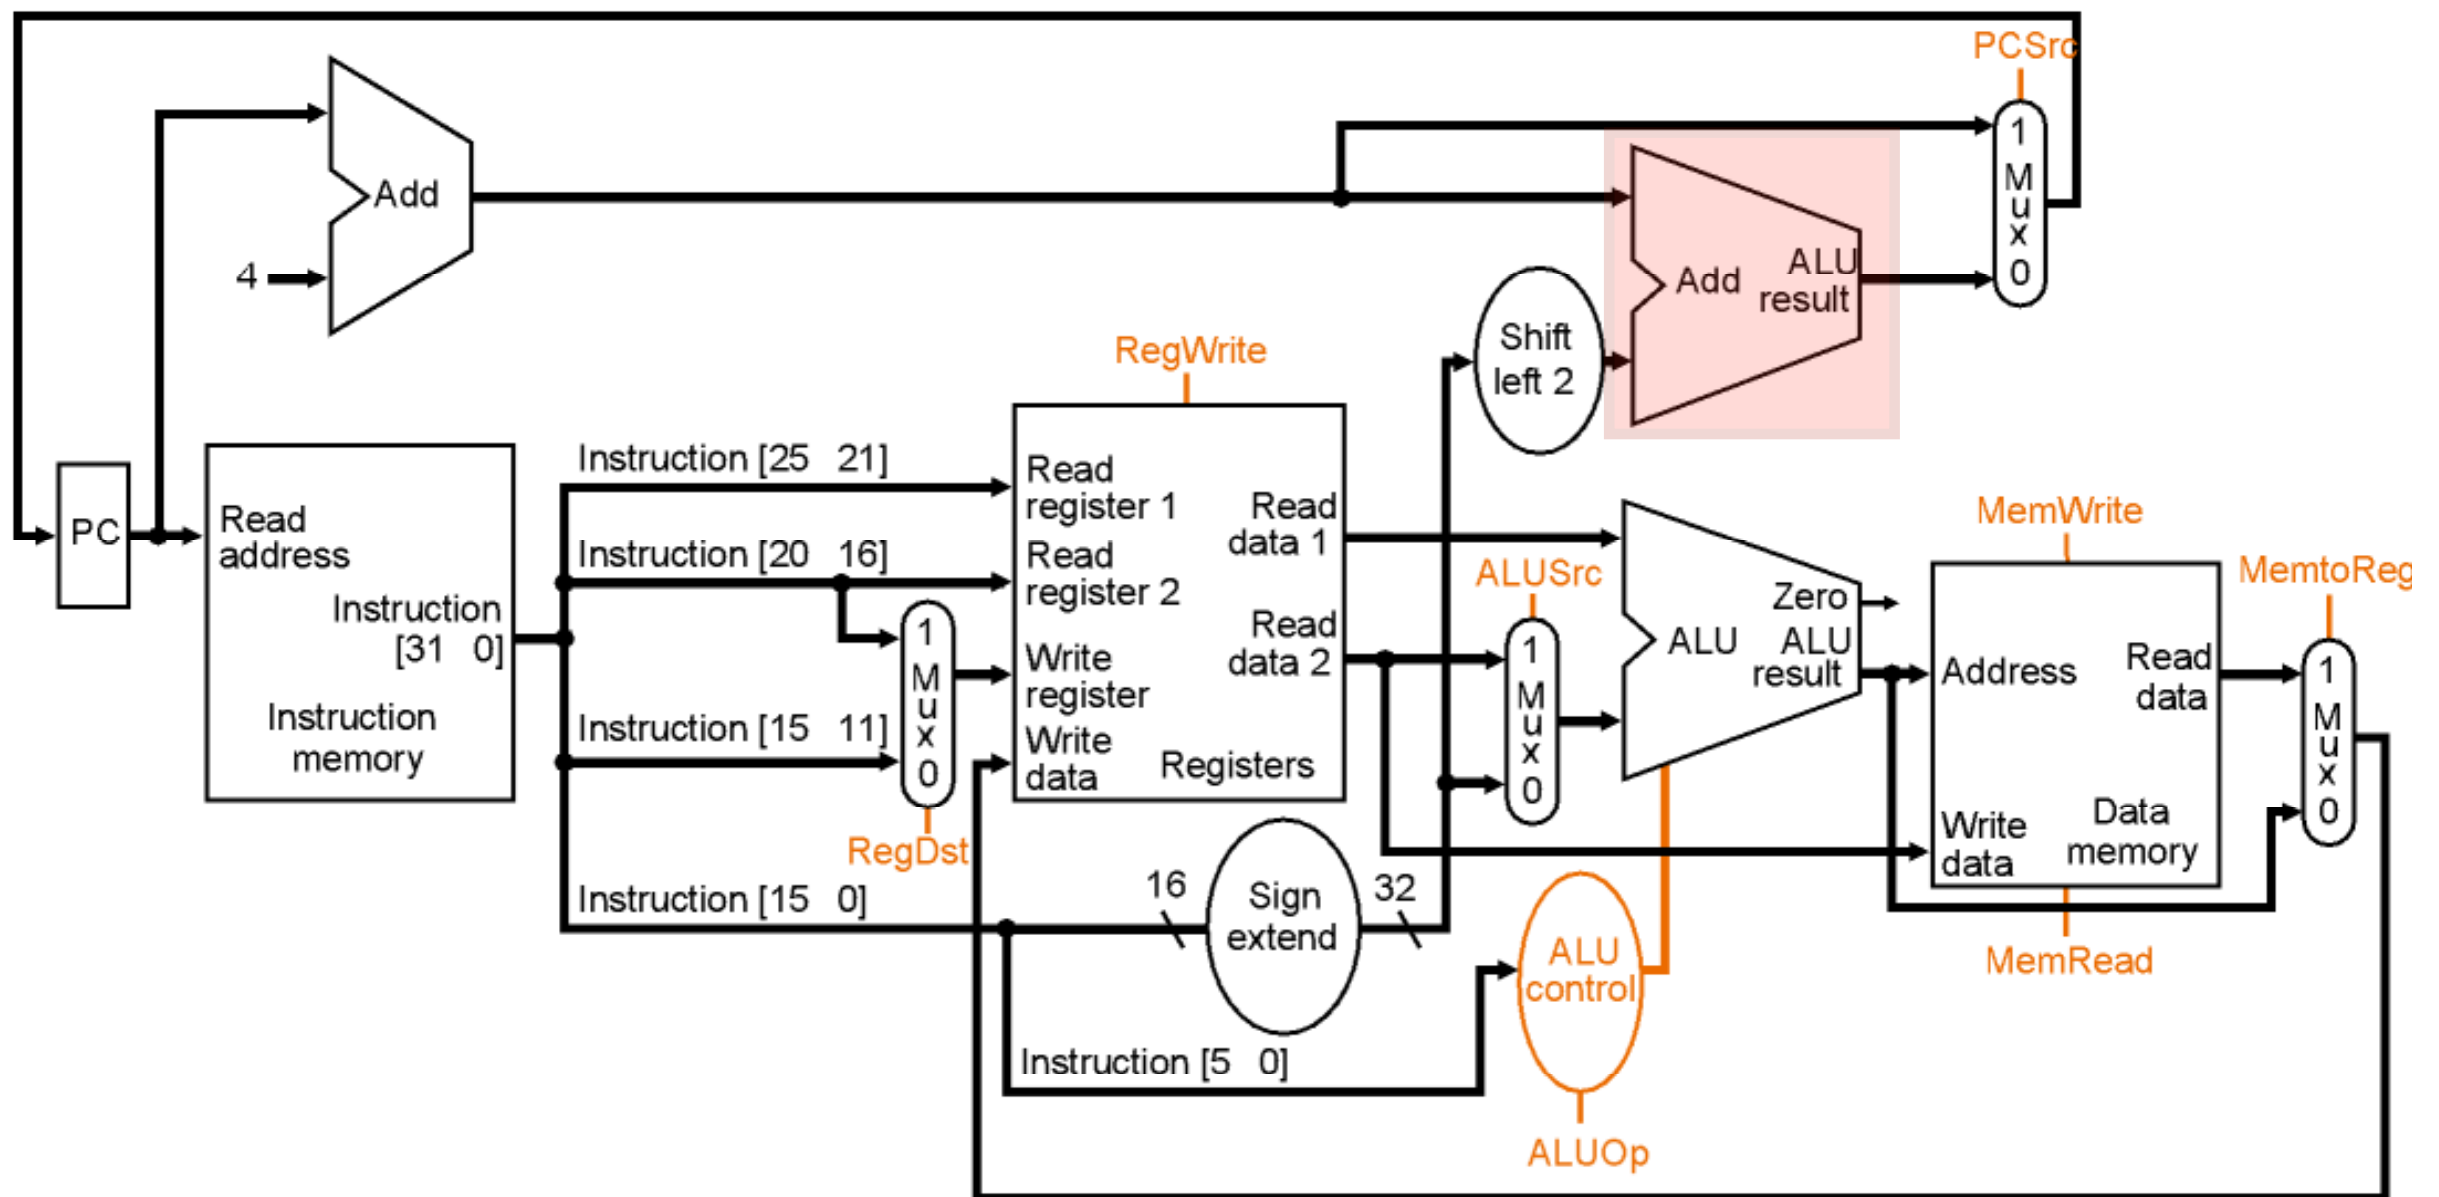 PCSrc
1
M
u
x
0
Add
4
Add
ALU
result
Shift
left 2
RegWrite
PC
Read
address
Instruction
[31 0]
Instruction
memory
Instruction [25 21]
Instruction [20 16]
Instruction [15 11]
Instruction [15 0]
1
M
u
x
0
RegDst
Read
register 1
Read
register 2
Write
register
Write
data
Read
data 1
Read
data 2
Registers
16
Sign
extend
32
Instruction [5 0]
ALUSrc
1
M
u
x
0
Zero
ALU
ALU
result
ALU
control
ALUOp
MemWrite
Address
Read
data
Write
data
Data
memory
MemRead
MemtoReg
1
M
u
x
0